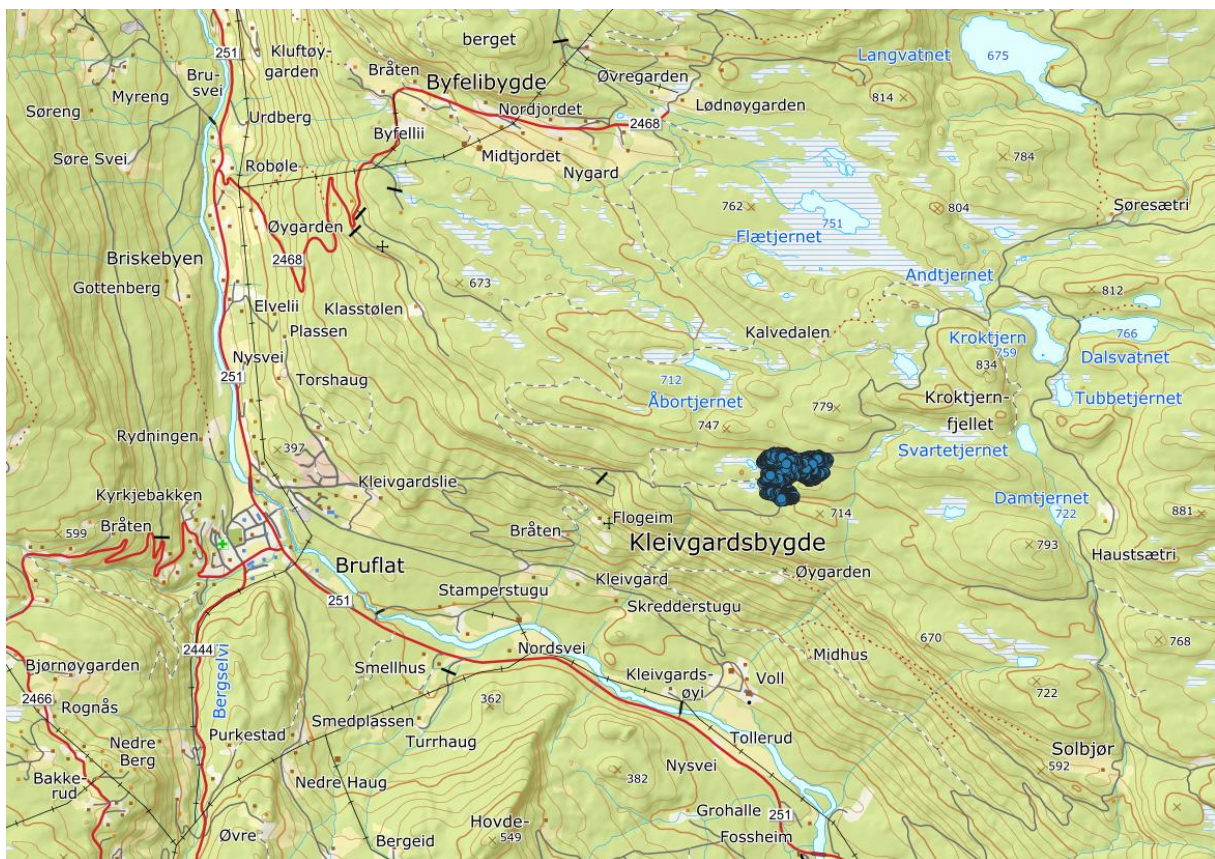 Langvatnet
675
251
Kluftøy-
garden
berget
Bråten
Byfelibygde
Øvregarden
Bru-
svei
Myreng
Søreng
Urdberg
Nordjordet
Lødnøygarden
814
2468
Byfellii
Midtjordet
Søre Svei
Robøle
Nygard
784
762
751
804
Søresætri
Øygarden
Flætjernet
2468
Briskebyen
Gottenberg
673
Andtjernet
812
Elvelii
Klasstølen
Plassen
Kalvedalen
Kroktjern
759
766
Dalsvatnet
Nysvei
251
Torshaug
712
Åbortjernet
834
Kroktjern-
fjellet
Tubbetjernet
779
747
Rydningen
397
Svartetjernet
Kleivgardslie
Kyrkjebakken
Bråten
599
Damtjernet
722
881
714
Flogeim
Bråten
Kleivgardsbygde
793
Haustsætri
Bruflat
Øygarden
Kleivgard
Stamperstugu
251
Skredderstugu
670
768
2444
Bergselvi
Nordsvei
Midhus
Bjørnøygarden
Smellhus
Kleivgards-
øyi
Voll
722
2466
Rognås
362
Smedplassen
Turrhaug
Purkestad
Tollerud
Nedre
Berg
Solbjør
592
Nysvei
Bakke-
rud
Nedre Haug
382
Grohalle
251
Hovde-
549
Fossheim
Øvre
Bergeid